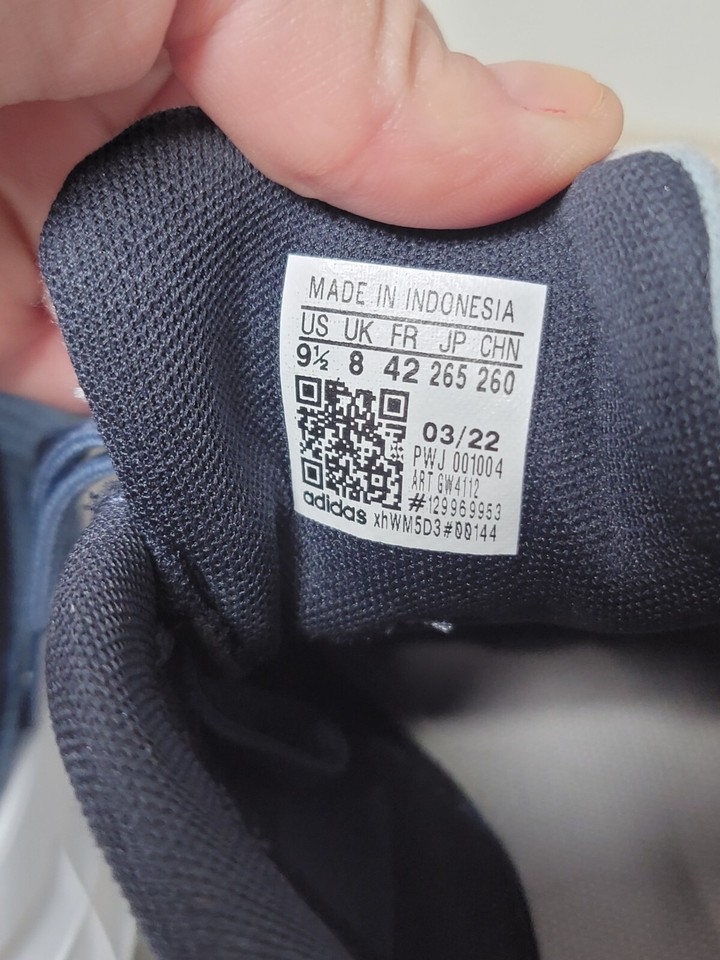 MADE IN INDONESIA
US UK FR JP CHN
9½ 8 42 265 260
03/22
PWJ 001004
ART GW4112
#129969953
adidas xhWM5D3#00144